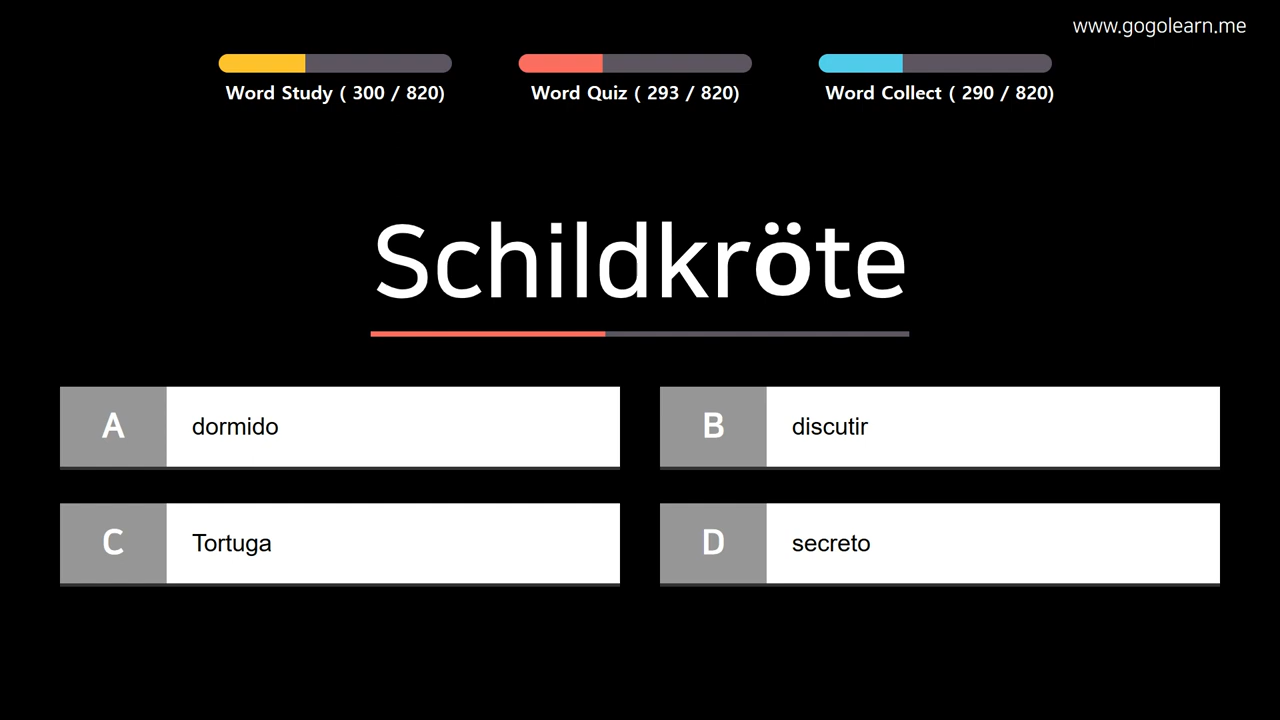 www.gogolearn.me
Word Study ( 300 / 820)
Word Quiz ( 293 / 820)
Word Collect ( 290 / 820)
Schildkröte
A dormido
B discutir
C Tortuga
D secreto